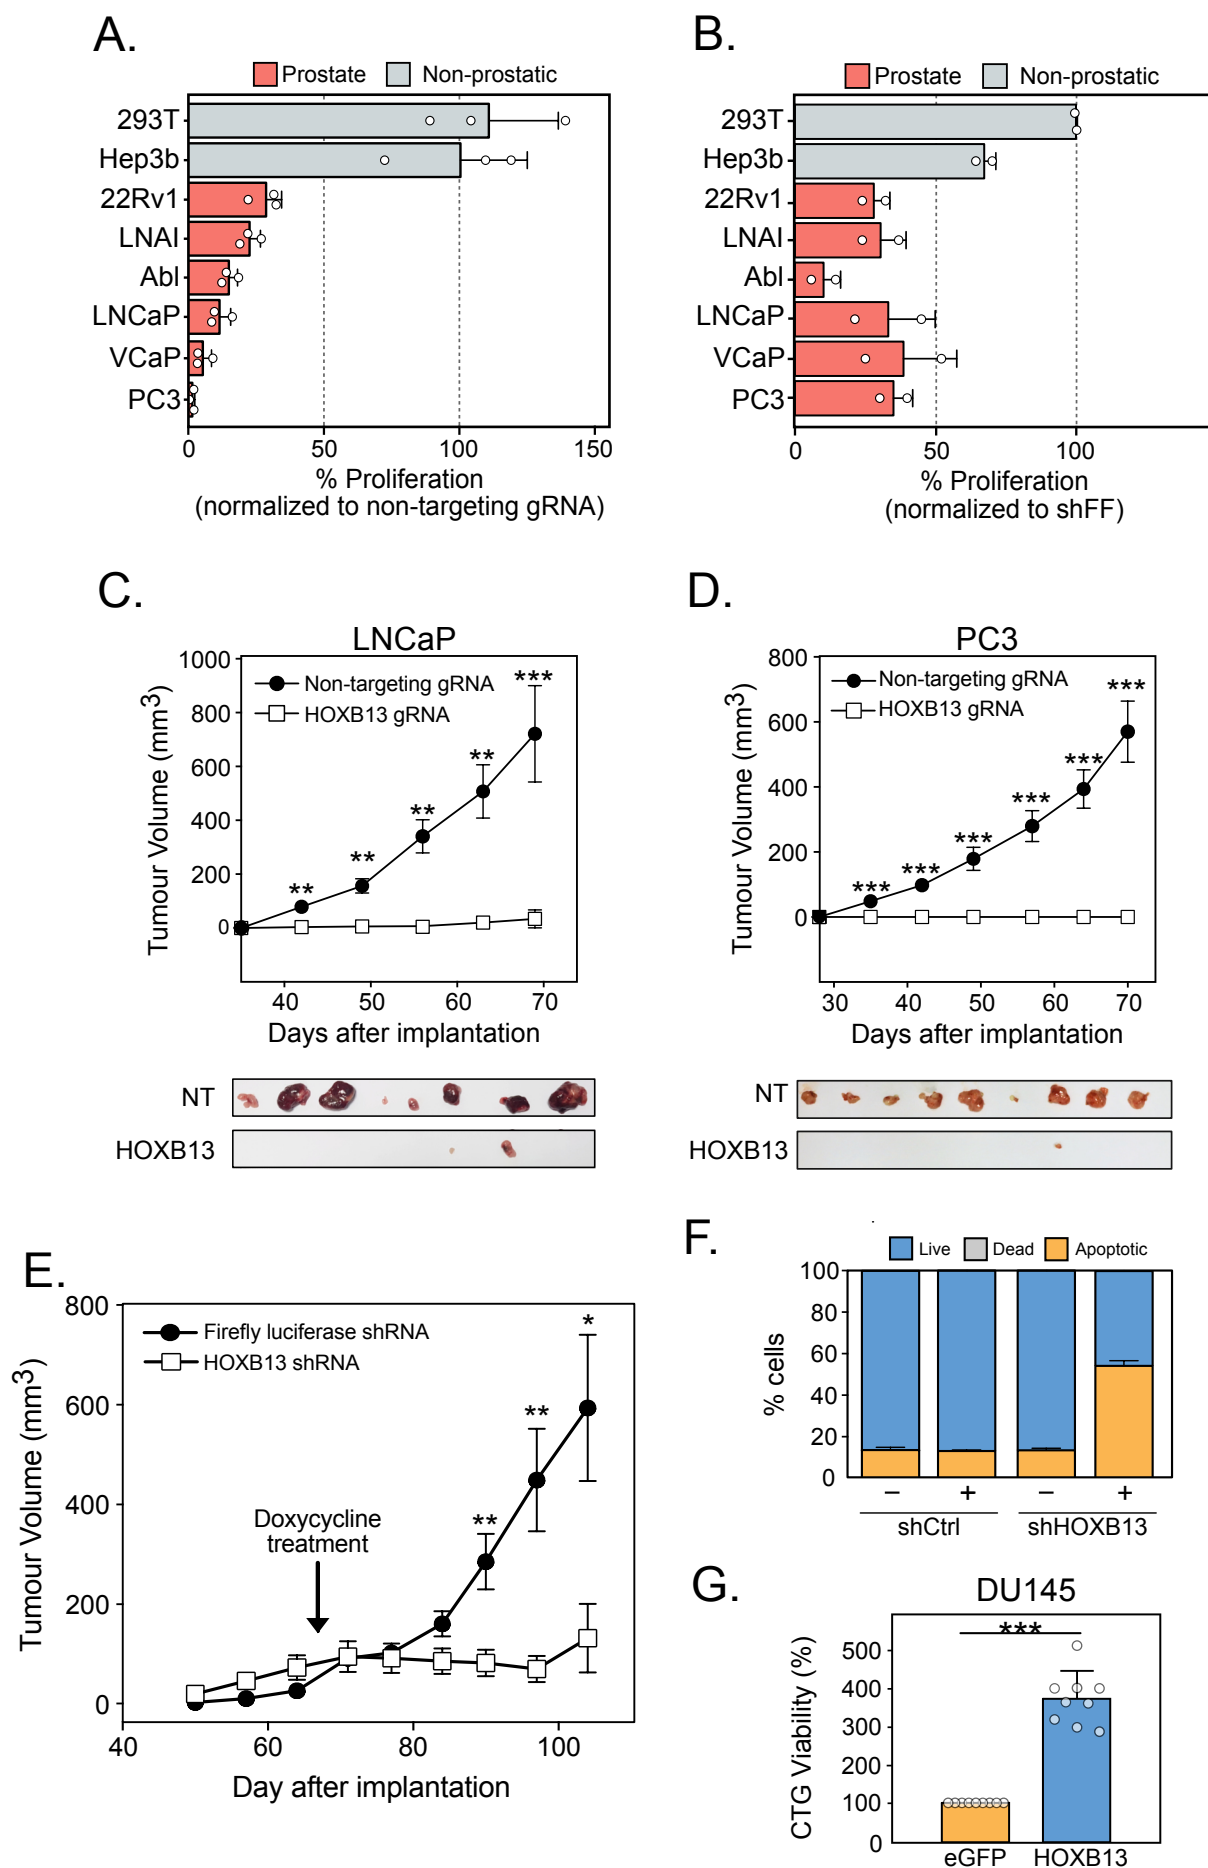 A.
Prostate Non-prostatic
293T
Hep3b
22Rv1
LNAI
Abl
LNCaP
VCaP
PC3
0 50 100 150
% Proliferation
(normalized to non-targeting gRNA)
B.
Prostate Non-prostatic
293T
Hep3b
22Rv1
LNAI
Abl
LNCaP
VCaP
PC3
0 50 100
% Proliferation
(normalized to shFF)
C.
LNCaP
Tumour Volume (mm3)
1000
800
600
400
200
0
Non-targeting gRNA
HOXB13 gRNA
**
**
**
**
***
40 50 60 70
Days after implantation
NT
HOXB13
D.
PC3
Tumour Volume (mm3)
800
600
400
200
0
Non-targeting gRNA
HOXB13 gRNA
***
***
***
***
***
***
30 40 50 60 70
Days after implantation
NT
HOXB13
E.
Tumour Volume (mm3)
800
600
400
200
0
Firefly luciferase shRNA
HOXB13 shRNA
Doxycycline
treatment
**
**
*
40 60 80 100
Day after implantation
F.
Live Dead Apoptotic
% cells
100
80
60
40
20
0
− + − +
shCtrl shHOXB13
G.
DU145
CTG Viability (%)
500
400
300
200
100
0
***
eGFP HOXB13